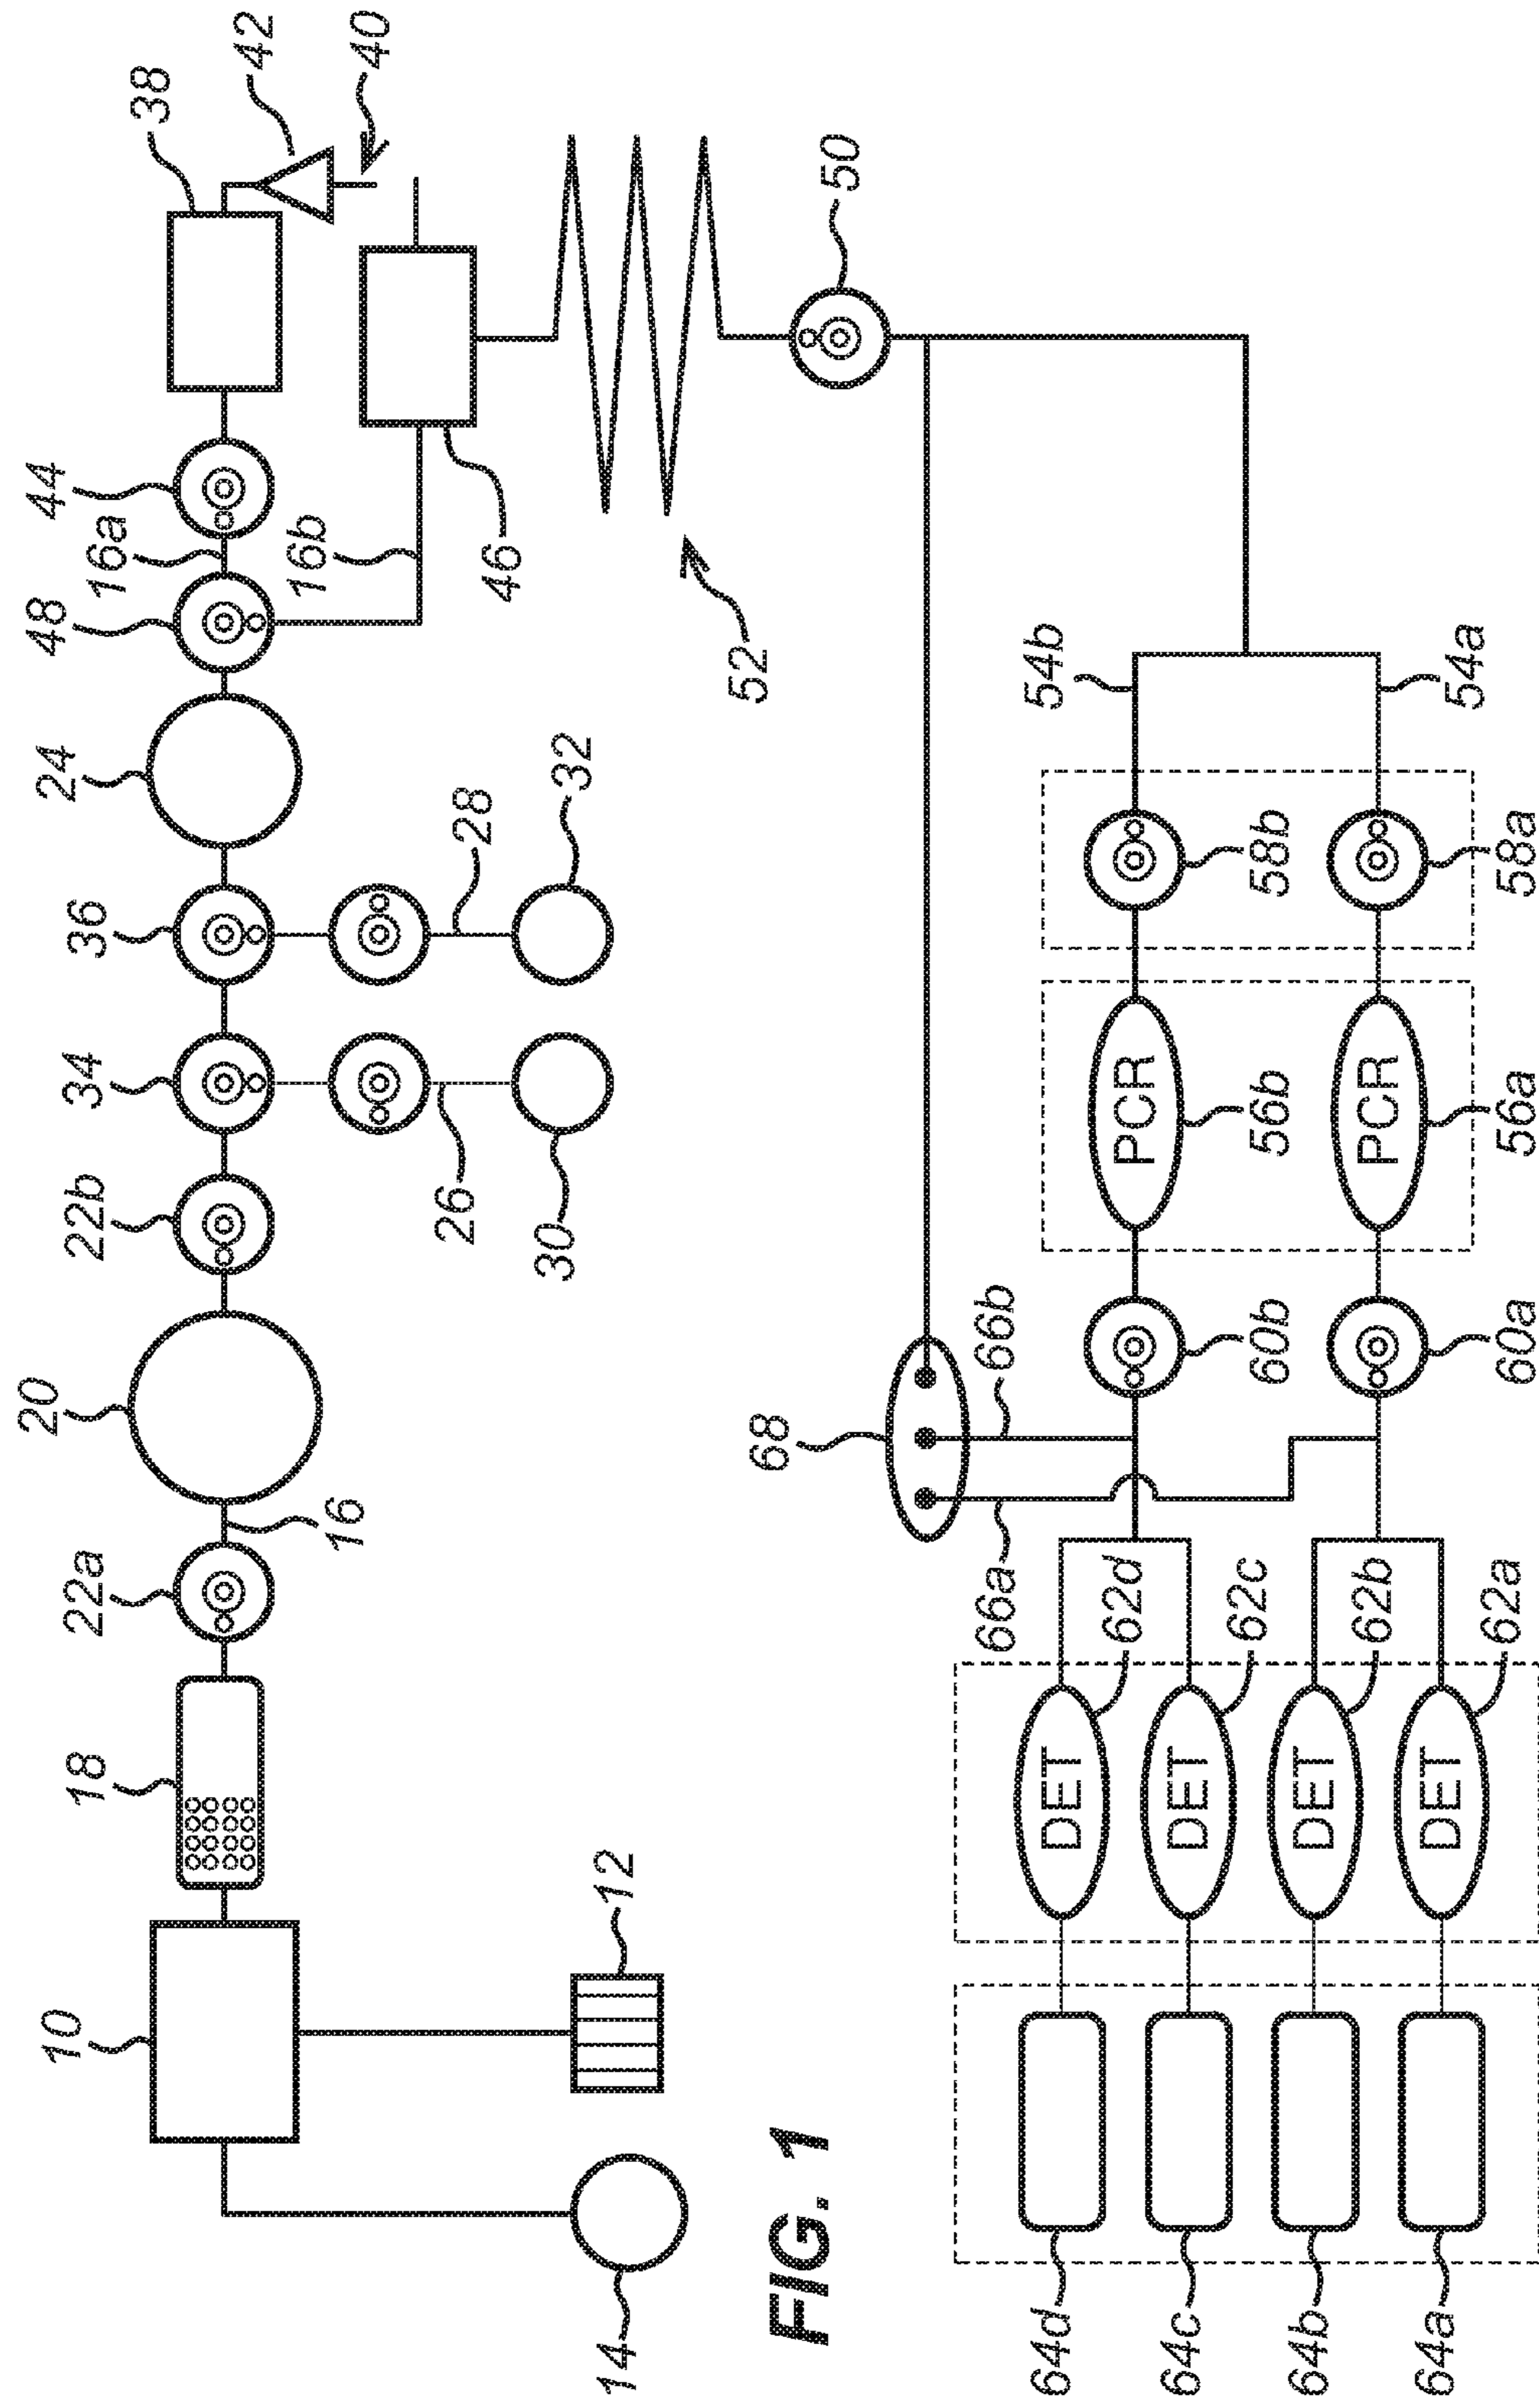 10
18
22a
20
22b
34
36
24
48
44
38
42
40
16
16a
16b
26
28
30
32
46
12
14
52
50
FIG. 1
68
66a
66b
54b
54a
64d
64c
64b
64a
DET
DET
DET
DET
62d
62c
62b
62a
60b
60a
PCR
PCR
56b
56a
58b
58a